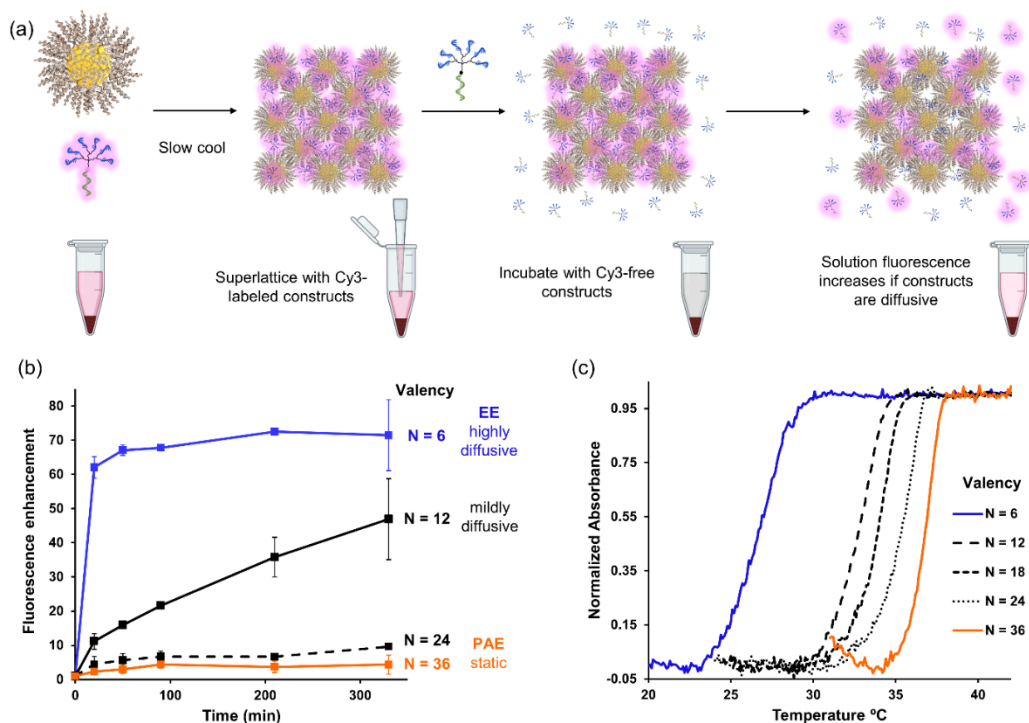 (a)
Slow cool
Superlattice with Cy3-
labeled constructs
Incubate with Cy3-free
constructs
Solution fluorescence
increases if constructs
are diffusive
(b)
Fluorescence enhancement
80
70
60
50
40
30
20
10
0
0
100
200
300
Time (min)
Valency
N = 6
EE
highly
diffusive
N = 12
mildly
diffusive
N = 24
N = 36
PAE
static
(c)
Normalized Absorbance
0.95
0.75
0.55
0.35
0.15
-0.05
20
25
30
35
40
Temperature ºC
Valency
N = 6
N = 12
N = 18
N = 24
N = 36